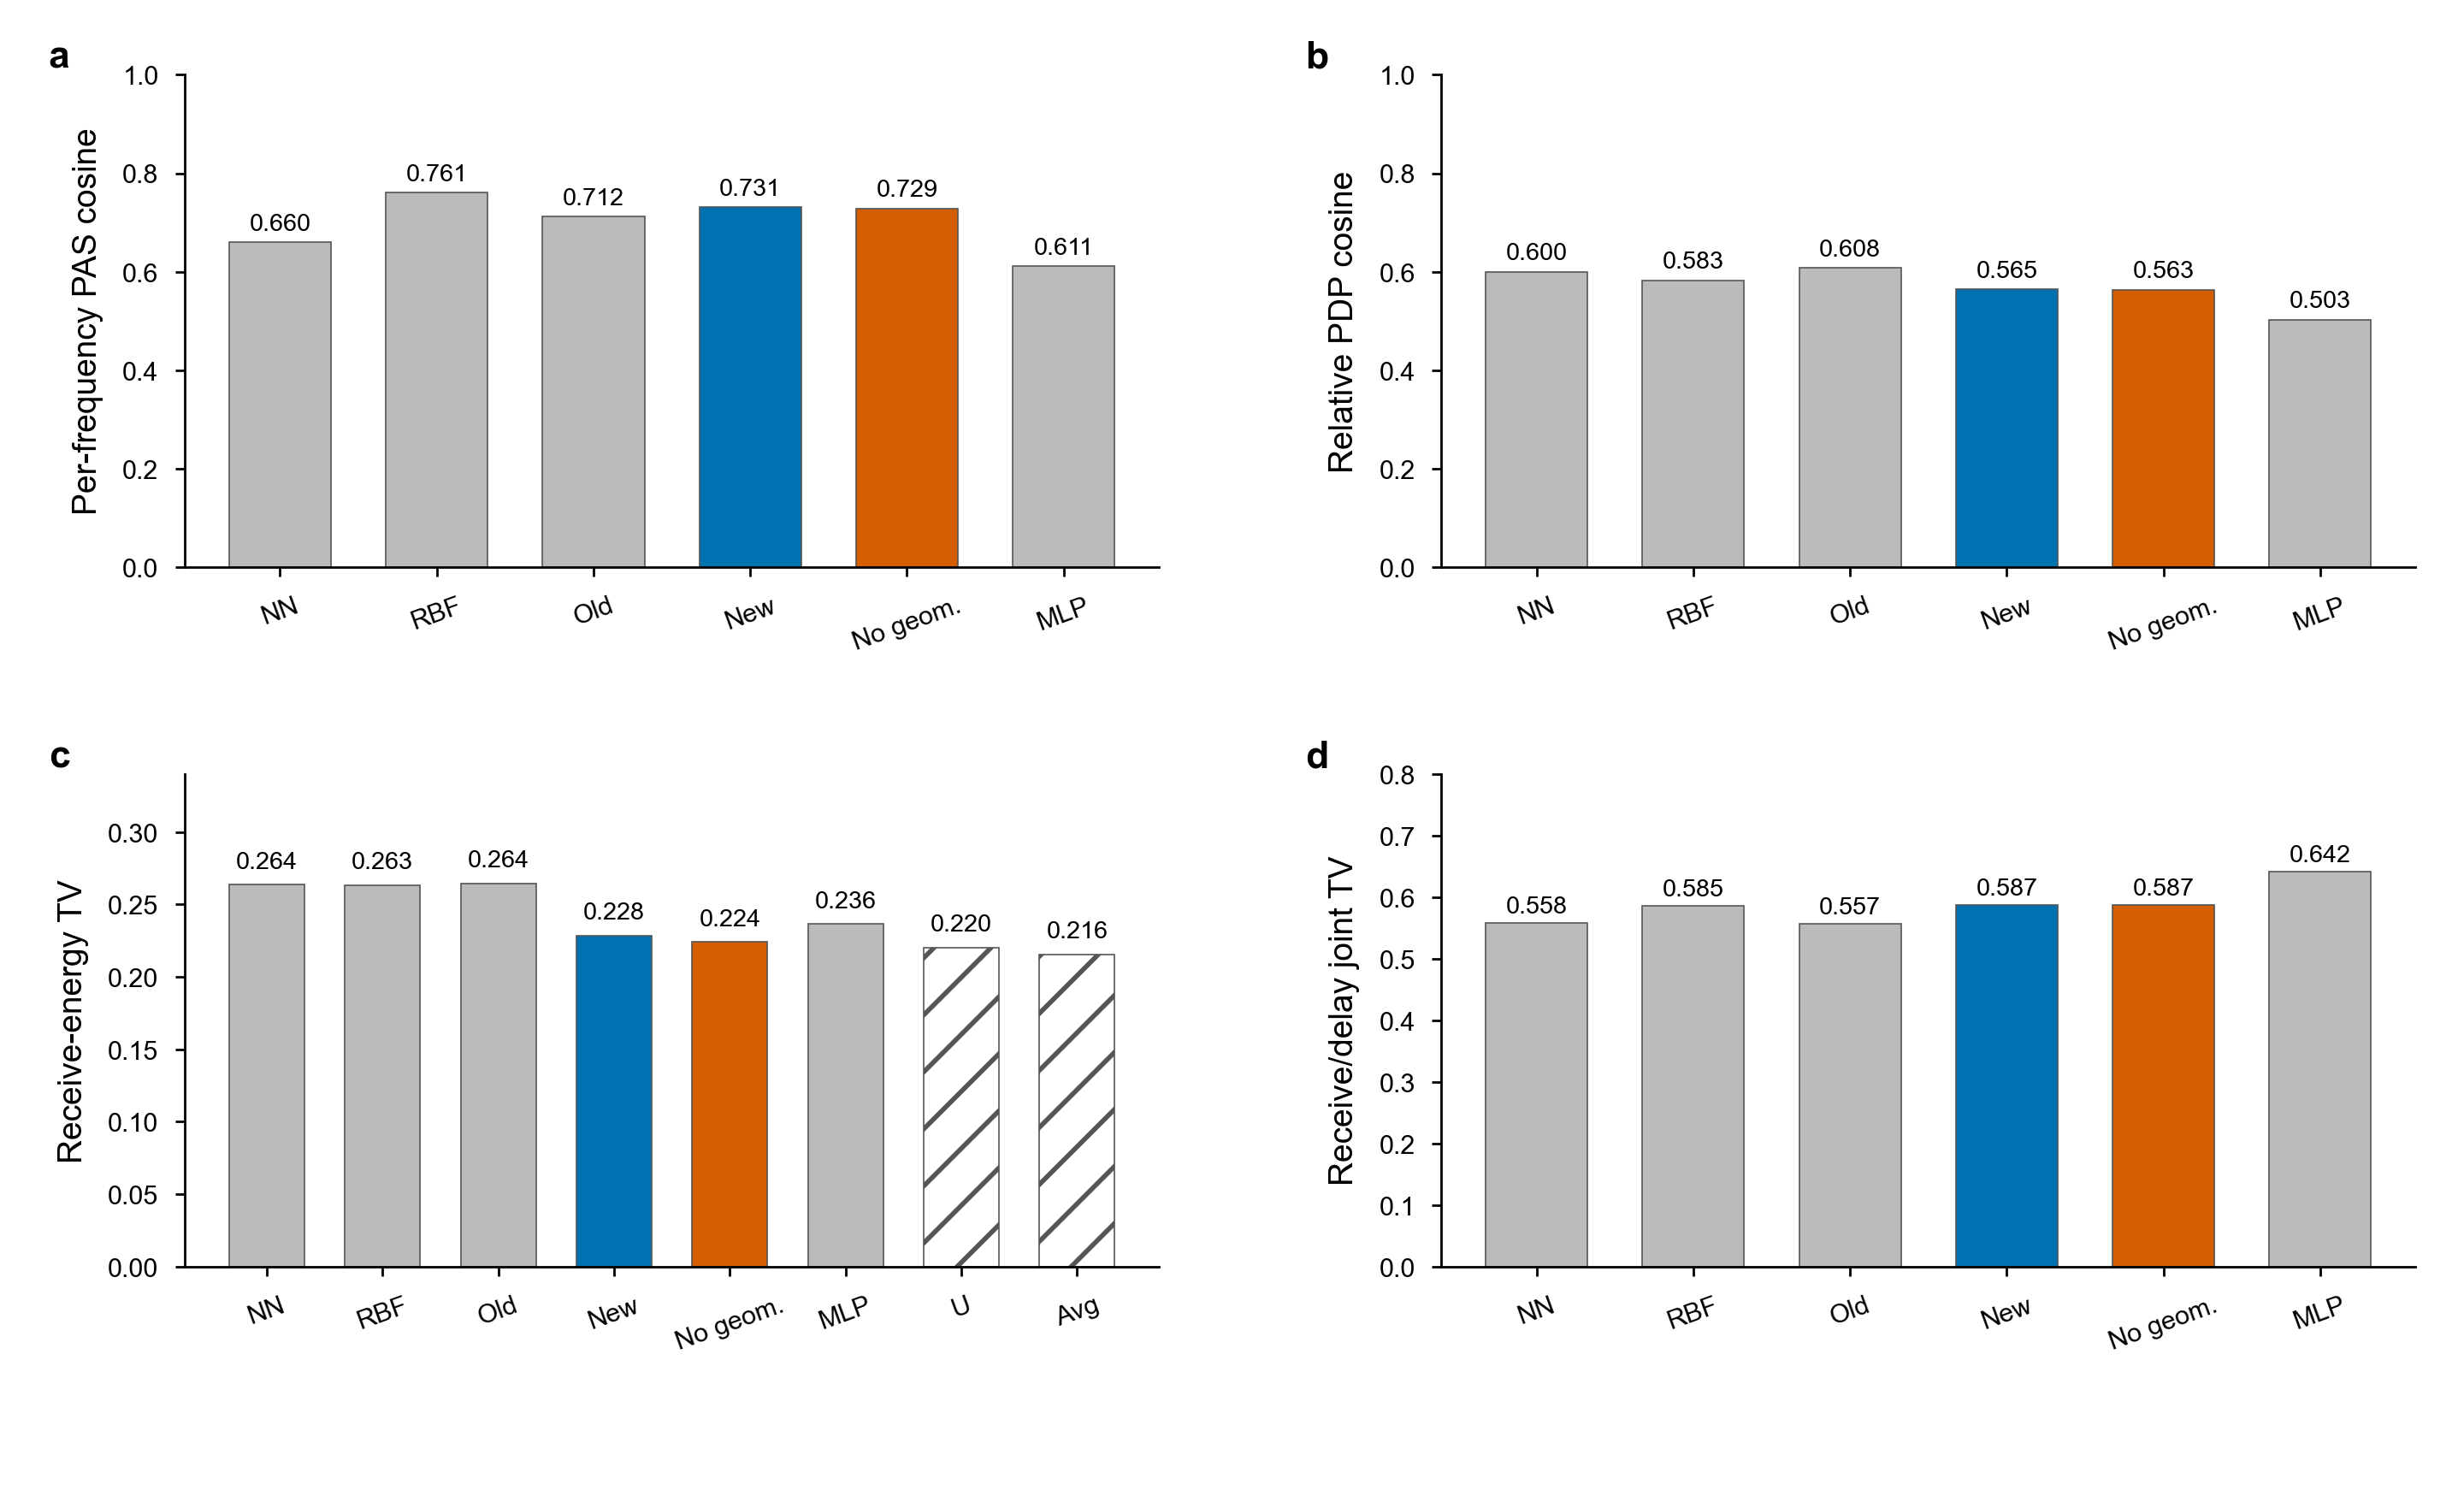 a
Per-frequency PAS cosine
1.0
0.8
0.6
0.4
0.2
0.0
0.660
0.761
0.712
0.731
0.729
0.611
NN
RBF
Old
New
No geom.
MLP
b
Relative PDP cosine
1.0
0.8
0.6
0.4
0.2
0.0
0.600
0.583
0.608
0.565
0.563
0.503
NN
RBF
Old
New
No geom.
MLP
c
Receive-energy TV
0.30
0.25
0.20
0.15
0.10
0.05
0.00
0.264
0.263
0.264
0.228
0.224
0.236
0.220
0.216
NN
RBF
Old
New
No geom.
MLP
U
Avg
d
Receive/delay joint TV
0.8
0.7
0.6
0.5
0.4
0.3
0.2
0.1
0.0
0.558
0.585
0.557
0.587
0.587
0.642
NN
RBF
Old
New
No geom.
MLP